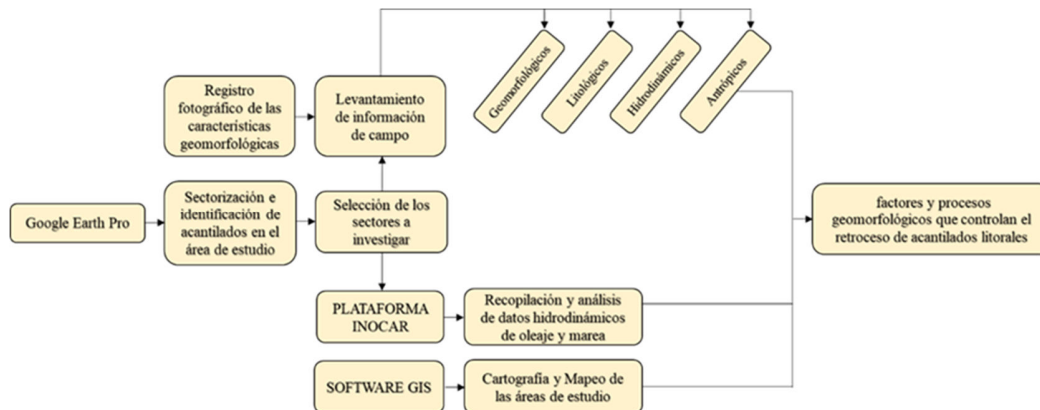 Geomorfológicos
Litológicos
Hidrodinámicos
Antrópicos
Registro
fotográfico de las
características
geomorfológicas
Levantamiento
de información
de campo
Google Earth Pro
Sectorización e
identificación de
acantilados en el
área de estudio
Selección de los
sectores a
investigar
factores y procesos
geomorfológicos que controlan el
retroceso de acantilados litorales
PLATAFORMA
INOCAR
Recopilación y análisis
de datos hidrodinámicos
de oleaje y marea
SOFTWARE GIS
Cartografía y Mapeo de
las áreas de estudio